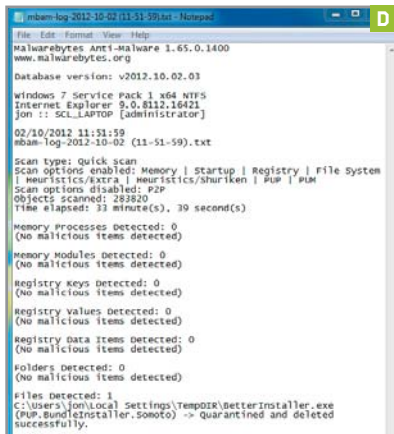 mbam-log-2012-10-02 (11-51-59).txt - Notepad
D
File Edit Format View Help
Malwarebytes Anti-Malware 1.65.0.1400
www.malwarebytes.org
Database version: v2012.10.02.03
Windows 7 Service Pack 1 x64 NTFS
Internet Explorer 9.0.8112.16421
jon :: SCL_LAPTOP [administrator]
02/10/2012 11:51:59
mbam-log-2012-10-02 (11-51-59).txt
Scan type: Quick scan
Scan options enabled: Memory | Startup | Registry | File System
| Heuristics/Extra | Heuristics/Shuriken | PUP | PUM
Scan options disabled: P2P
Objects scanned: 283820
Time elapsed: 33 minute(s), 39 second(s)
Memory Processes Detected: 0
(No malicious items detected)
Memory Modules Detected: 0
(No malicious items detected)
Registry Keys Detected: 0
(No malicious items detected)
Registry Values Detected: 0
(No malicious items detected)
Registry Data Items Detected: 0
(No malicious items detected)
Folders Detected: 0
(No malicious items detected)
Files Detected: 1
C:\Users\jon\Local Settings\TempDIR\BetterInstaller.exe
(PUP.BundleInstaller.Somoto) -> Quarantined and deleted
successfully.